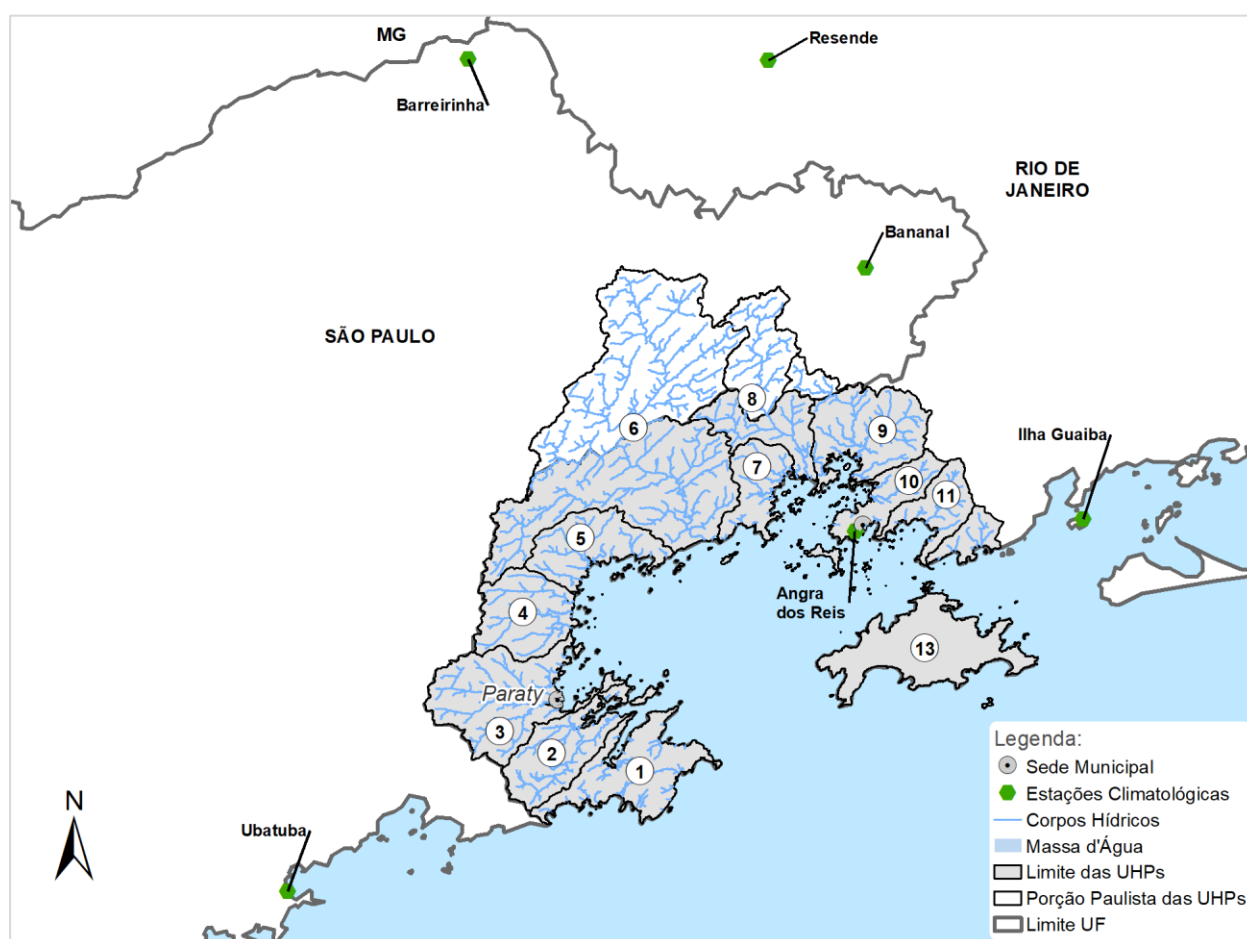 MG
Resende
Barreirinha
RIO DE
JANEIRO
Bananal
SÃO PAULO
8
6
9
Ilha Guaiba
7
10
11
5
Angra
dos Reis
4
13
Paraty
3
2
1
Legenda:
Sede Municipal
Estações Climatológicas
Corpos Hídricos
Massa d'Água
Limite das UHPs
Porção Paulista das UHPs
Limite UF
N
Ubatuba